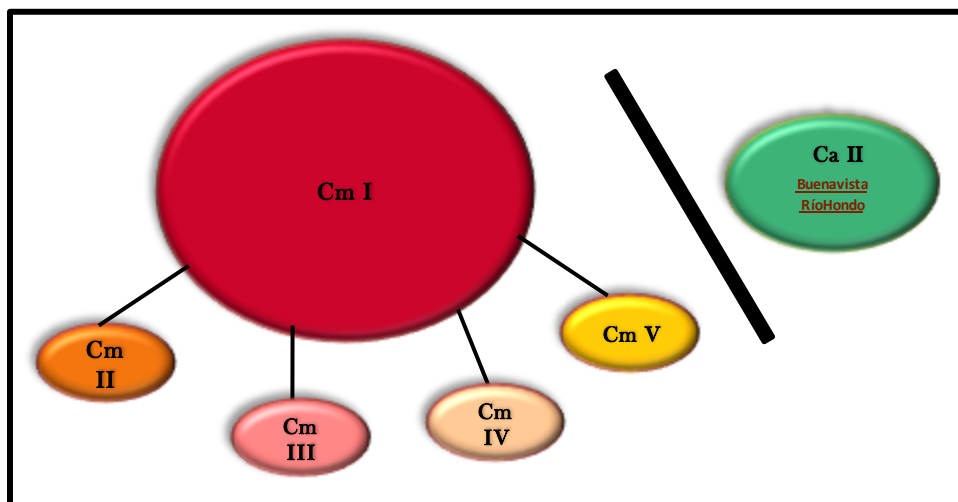 Cm I
Ca II
Buenavista
RíoHondo
Cm V
Cm
II
Cm
III
Cm
IV